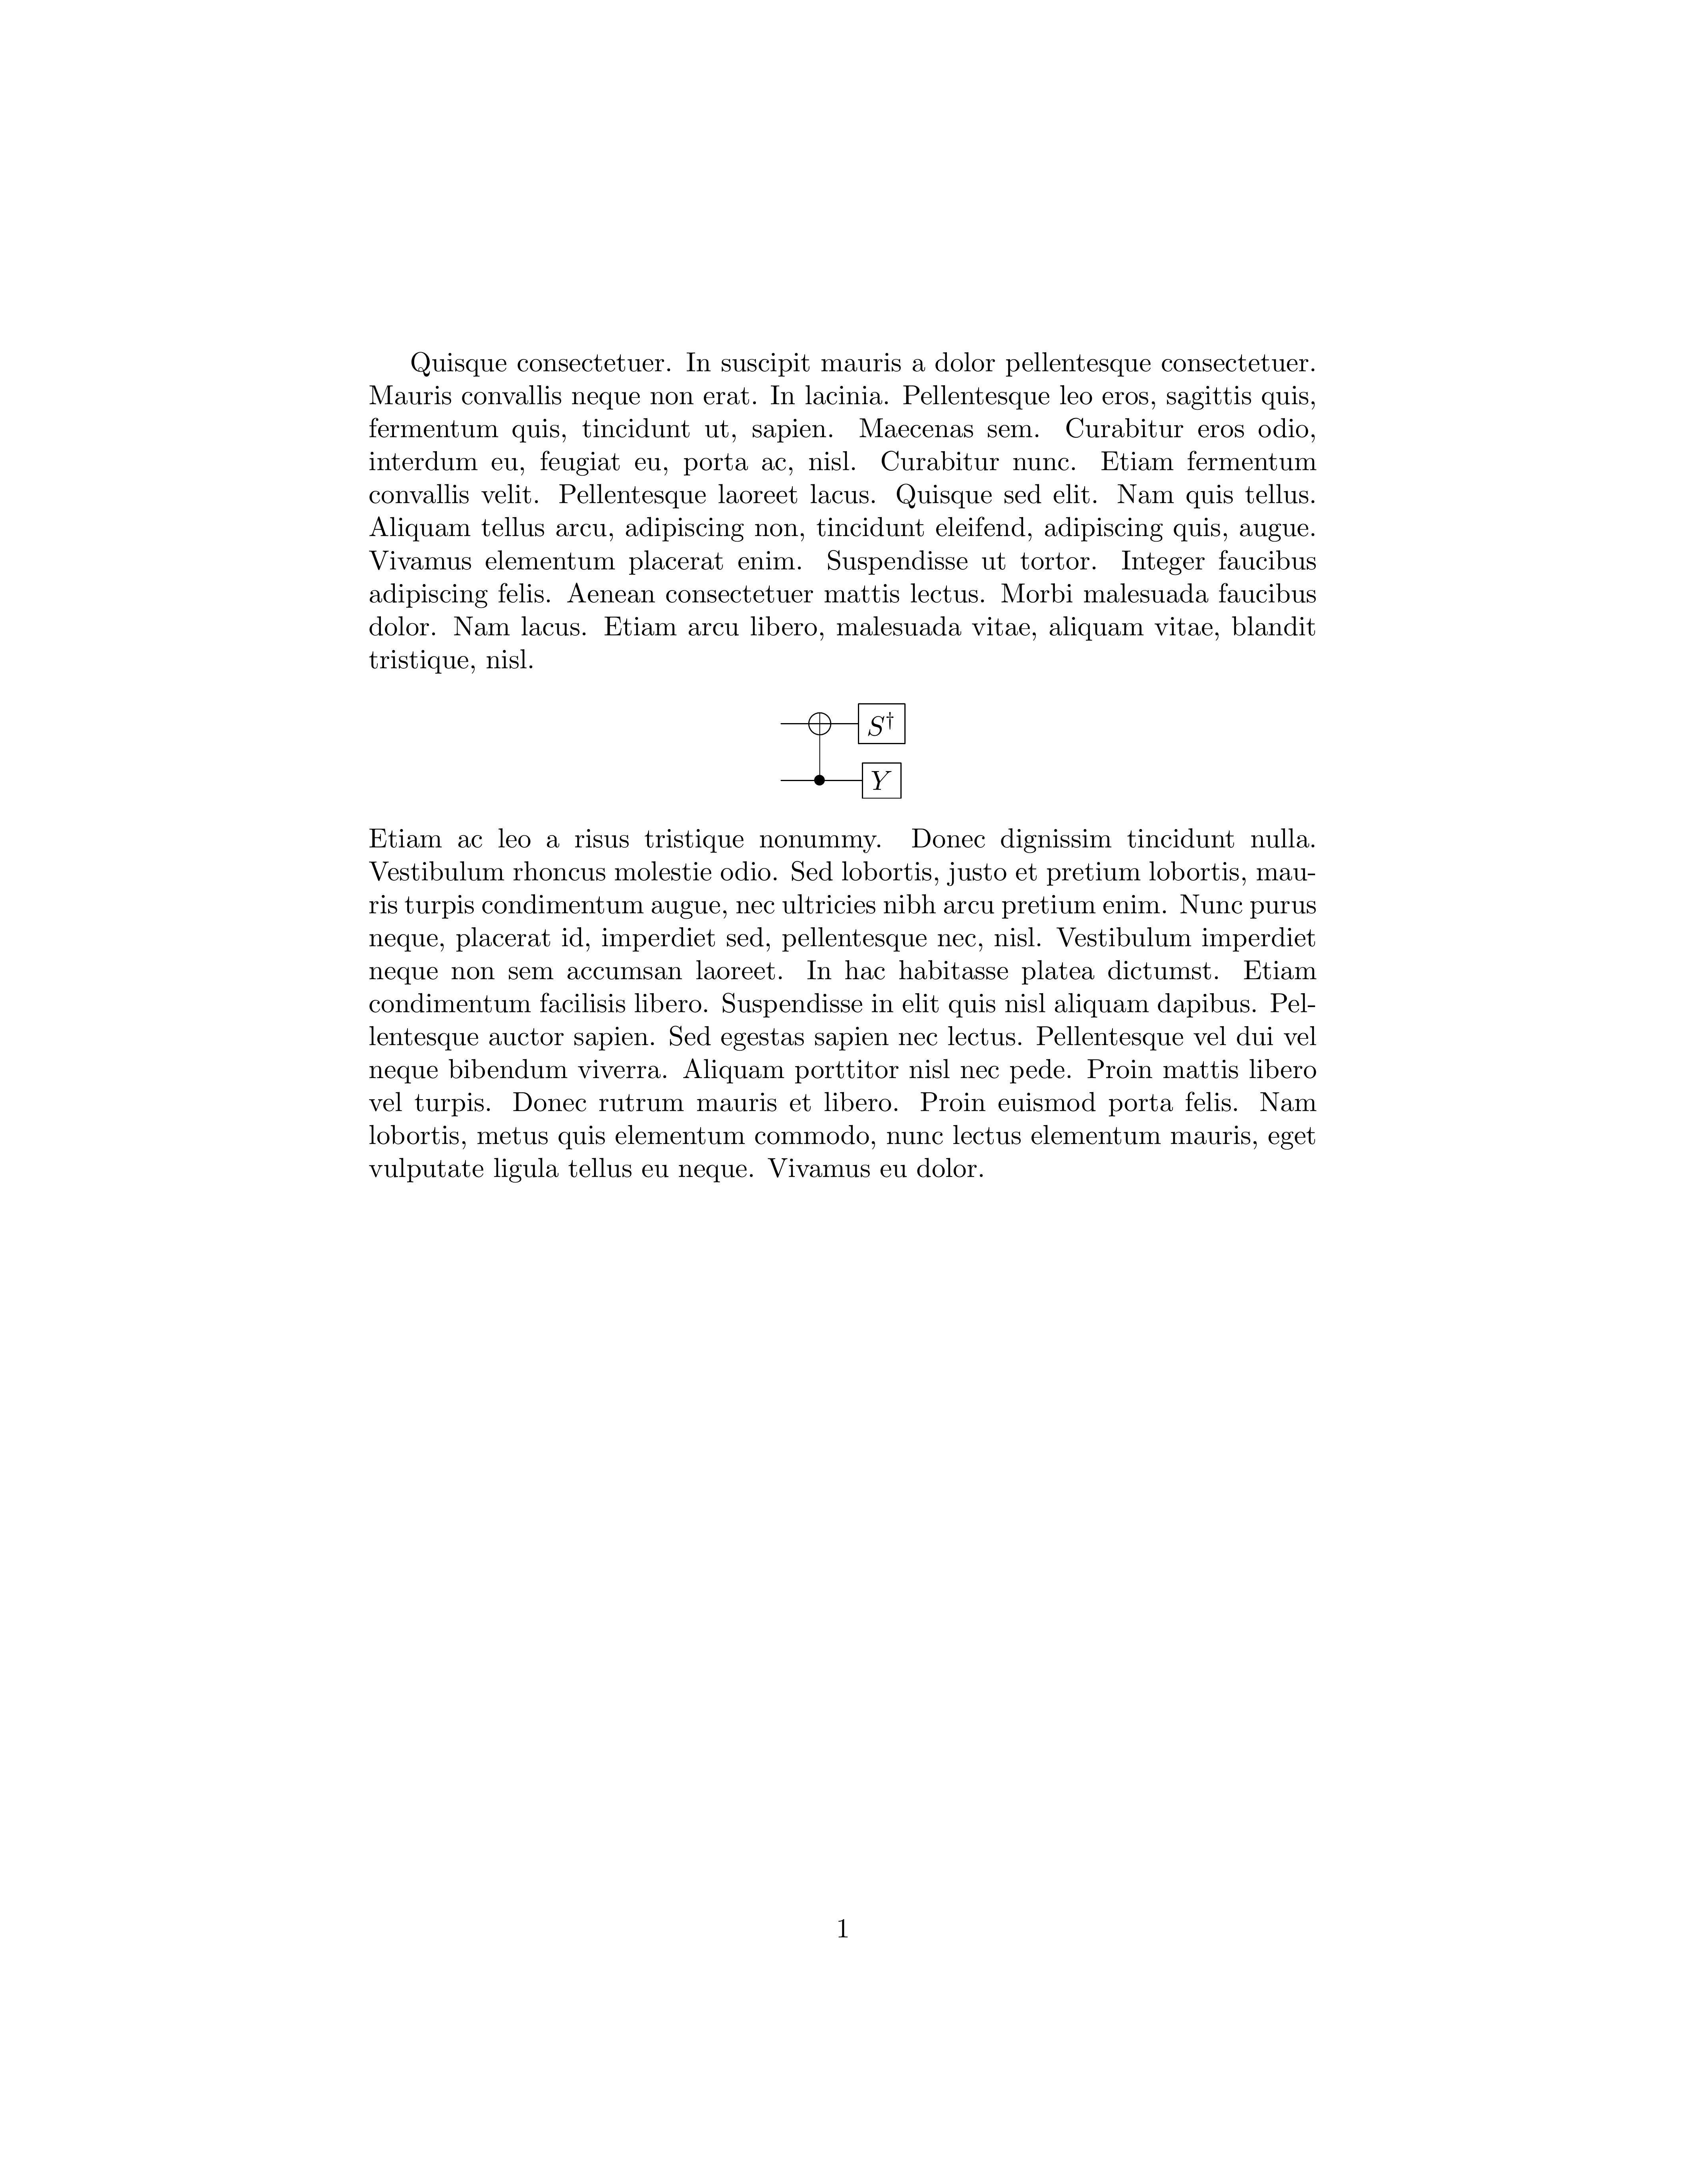 Quisque consectetuer. In suscipit mauris a dolor pellentesque consectetuer.
Mauris convallis neque non erat. In lacinia. Pellentesque leo eros, sagittis quis,
fermentum quis, tincidunt ut, sapien. Maecenas sem. Curabitur eros odio,
interdum eu, feugiat eu, porta ac, nisl. Curabitur nunc. Etiam fermentum
convallis velit. Pellentesque laoreet lacus. Quisque sed elit. Nam quis tellus.
Aliquam tellus arcu, adipiscing non, tincidunt eleifend, adipiscing quis, augue.
Vivamus elementum placerat enim. Suspendisse ut tortor. Integer faucibus
adipiscing felis. Aenean consectetuer mattis lectus. Morbi malesuada faucibus
dolor. Nam lacus. Etiam arcu libero, malesuada vitae, aliquam vitae, blandit
tristique, nisl.
S†
Y
Etiam ac leo a risus tristique nonummy. Donec dignissim tincidunt nulla.
Vestibulum rhoncus molestie odio. Sed lobortis, justo et pretium lobortis, mau-
ris turpis condimentum augue, nec ultricies nibh arcu pretium enim. Nunc purus
neque, placerat id, imperdiet sed, pellentesque nec, nisl. Vestibulum imperdiet
neque non sem accumsan laoreet. In hac habitasse platea dictumst. Etiam
condimentum facilisis libero. Suspendisse in elit quis nisl aliquam dapibus. Pel-
lentesque auctor sapien. Sed egestas sapien nec lectus. Pellentesque vel dui vel
neque bibendum viverra. Aliquam porttitor nisl nec pede. Proin mattis libero
vel turpis. Donec rutrum mauris et libero. Proin euismod porta felis. Nam
lobortis, metus quis elementum commodo, nunc lectus elementum mauris, eget
vulputate ligula tellus eu neque. Vivamus eu dolor.
1